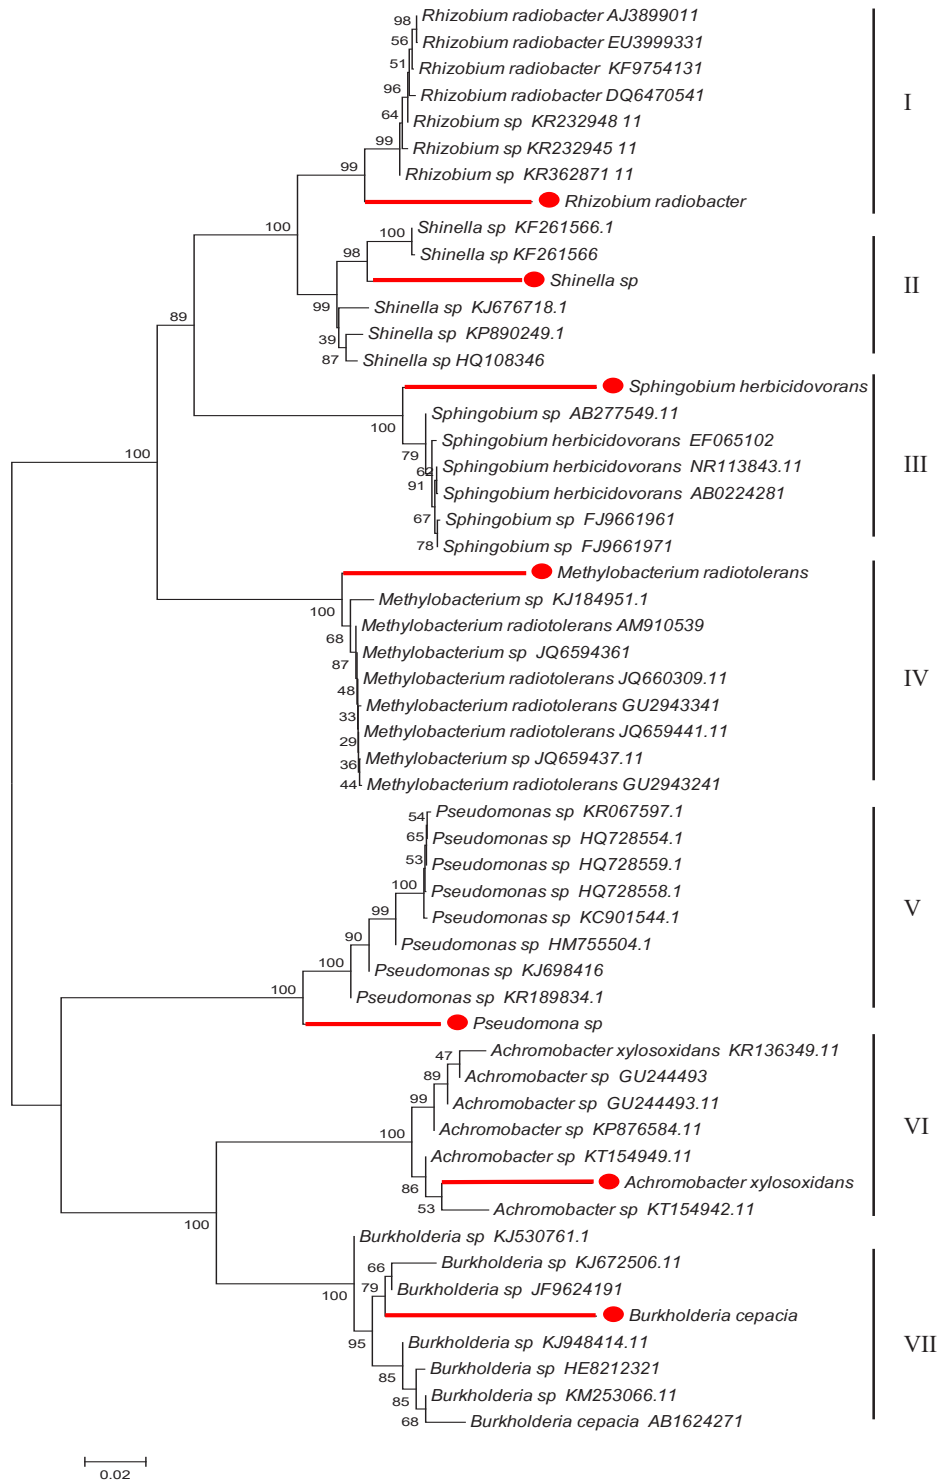 Rhizobium radiobacter AJ3899011
98
Rhizobium radiobacter EU3999331
56
Rhizobium radiobacter KF9754131
51
Rhizobium radiobacter DQ6470541
96
I
Rhizobium sp KR232948 11
64
Rhizobium sp KR232945 11
99
Rhizobium sp KR362871 11
99
Rhizobium radiobacter
Shinella sp KF261566.1
100
100
Shinella sp KF261566
98
Shinella sp
II
99
Shinella sp KJ676718.1
89
Shinella sp KP890249.1
39
Shinella sp HQ108346
87
Sphingobium herbicidovorans
Sphingobium sp AB277549.11
100
Sphingobium herbicidovorans EF065102
79
100
Sphingobium herbicidovorans NR113843.11
62
III
91
Sphingobium herbicidovorans AB0224281
Sphingobium sp FJ9661961
67
Sphingobium sp FJ9661971
78
Methylobacterium radiotolerans
Methylobacterium sp KJ184951.1
100
Methylobacterium radiotolerans AM910539
68
Methylobacterium sp JQ6594361
87
Methylobacterium radiotolerans JQ660309.11
IV
48
Methylobacterium radiotolerans GU2943341
33
Methylobacterium radiotolerans JQ659441.11
29
Methylobacterium sp JQ659437.11
36
Methylobacterium radiotolerans GU2943241
44
Pseudomonas sp KR067597.1
54
Pseudomonas sp HQ728554.1
65
Pseudomonas sp HQ728559.1
53
Pseudomonas sp HQ728558.1
100
V
Pseudomonas sp KC901544.1
99
Pseudomonas sp HM755504.1
90
Pseudomonas sp KJ698416
100
Pseudomonas sp KR189834.1
100
Pseudomona sp
Achromobacter xylosoxidans KR136349.11
47
Achromobacter sp GU244493
89
Achromobacter sp GU244493.11
99
Achromobacter sp KP876584.11
VI
100
Achromobacter sp KT154949.11
86
Achromobacter xylosoxidans
53
Achromobacter sp KT154942.11
100
Burkholderia sp KJ530761.1
Burkholderia sp KJ672506.11
66
Burkholderia sp JF9624191
79
100
Burkholderia cepacia
VII
Burkholderia sp KJ948414.11
95
Burkholderia sp HE8212321
85
Burkholderia sp KM253066.11
85
Burkholderia cepacia AB1624271
68
0.02